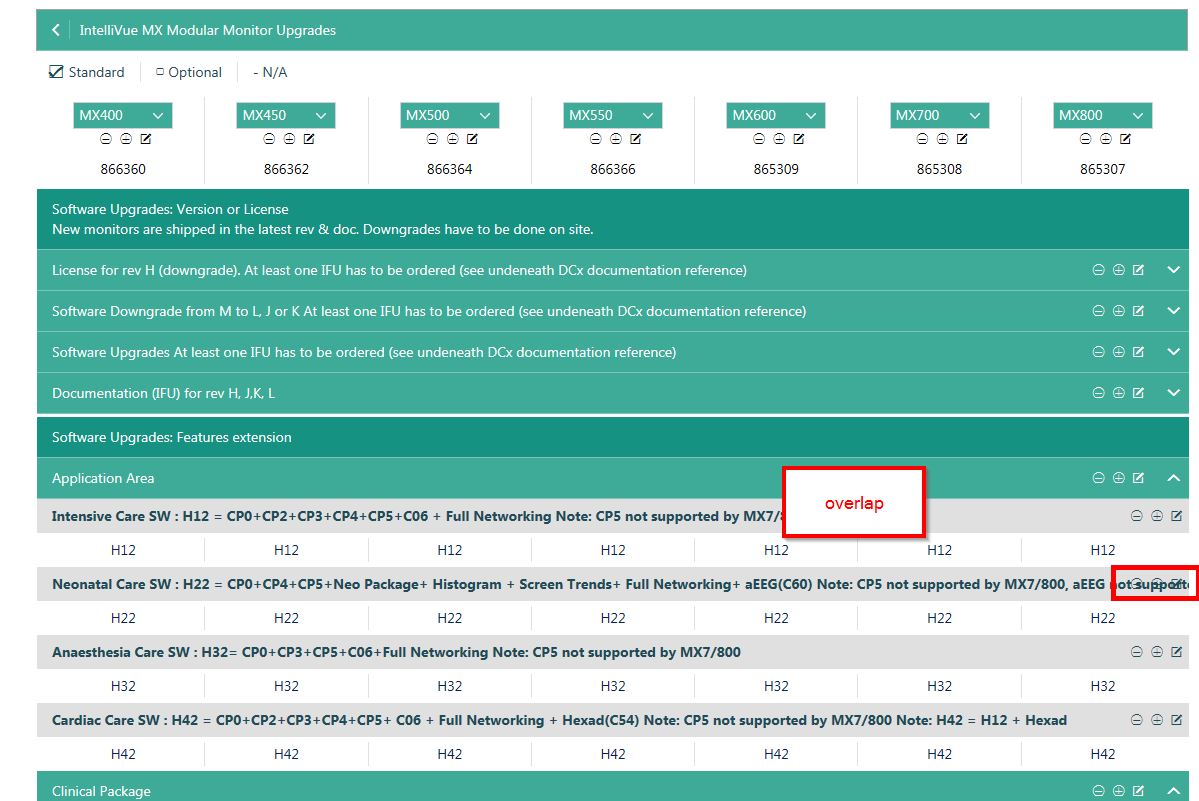 IntelliVue MX Modular Monitor Upgrades
Standard Optional - N/A
MX400 MX450 MX500 MX550 MX600 MX700 MX800
866360 866362 866364 866366 865309 865308 865307
Software Upgrades: Version or License
New monitors are shipped in the latest rev & doc. Downgrades have to be done on site.
License for rev H (downgrade). At least one IFU has to be ordered (see undeneath DCx documentation reference)
Software Downgrade from M to L, J or K At least one IFU has to be ordered (see undeneath DCx documentation reference)
Software Upgrades At least one IFU has to be ordered (see undeneath DCx documentation reference)
Documentation (IFU) for rev H, J,K, L
Software Upgrades: Features extension
Application Area
overlap
Intensive Care SW : H12 = CP0+CP2+CP3+CP4+CP5+C06 + Full Networking Note: CP5 not supported by MX7/8
H12 H12 H12 H12 H12 H12 H12
Neonatal Care SW : H22 = CP0+CP4+CP5+Neo Package+ Histogram + Screen Trends+ Full Networking+ aEEG(C60) Note: CP5 not supported by MX7/800, aEEG not supporte
H22 H22 H22 H22 H22 H22 H22
Anaesthesia Care SW : H32= CP0+CP3+CP5+C06+Full Networking Note: CP5 not supported by MX7/800
H32 H32 H32 H32 H32 H32 H32
Cardiac Care SW : H42 = CP0+CP2+CP3+CP4+CP5+ C06 + Full Networking + Hexad(C54) Note: CP5 not supported by MX7/800 Note: H42 = H12 + Hexad
H42 H42 H42 H42 H42 H42 H42
Clinical Package